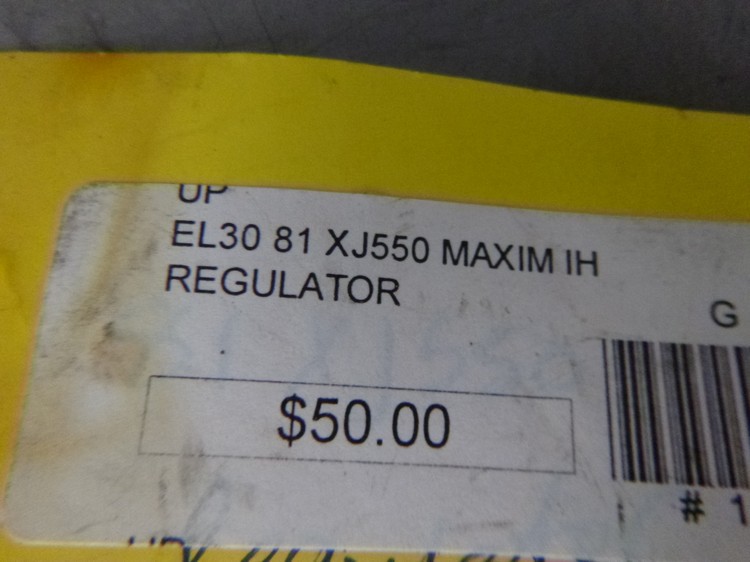 UP
EL30 81 XJ550 MAXIM IH
REGULATOR
G
$50.00
# 1